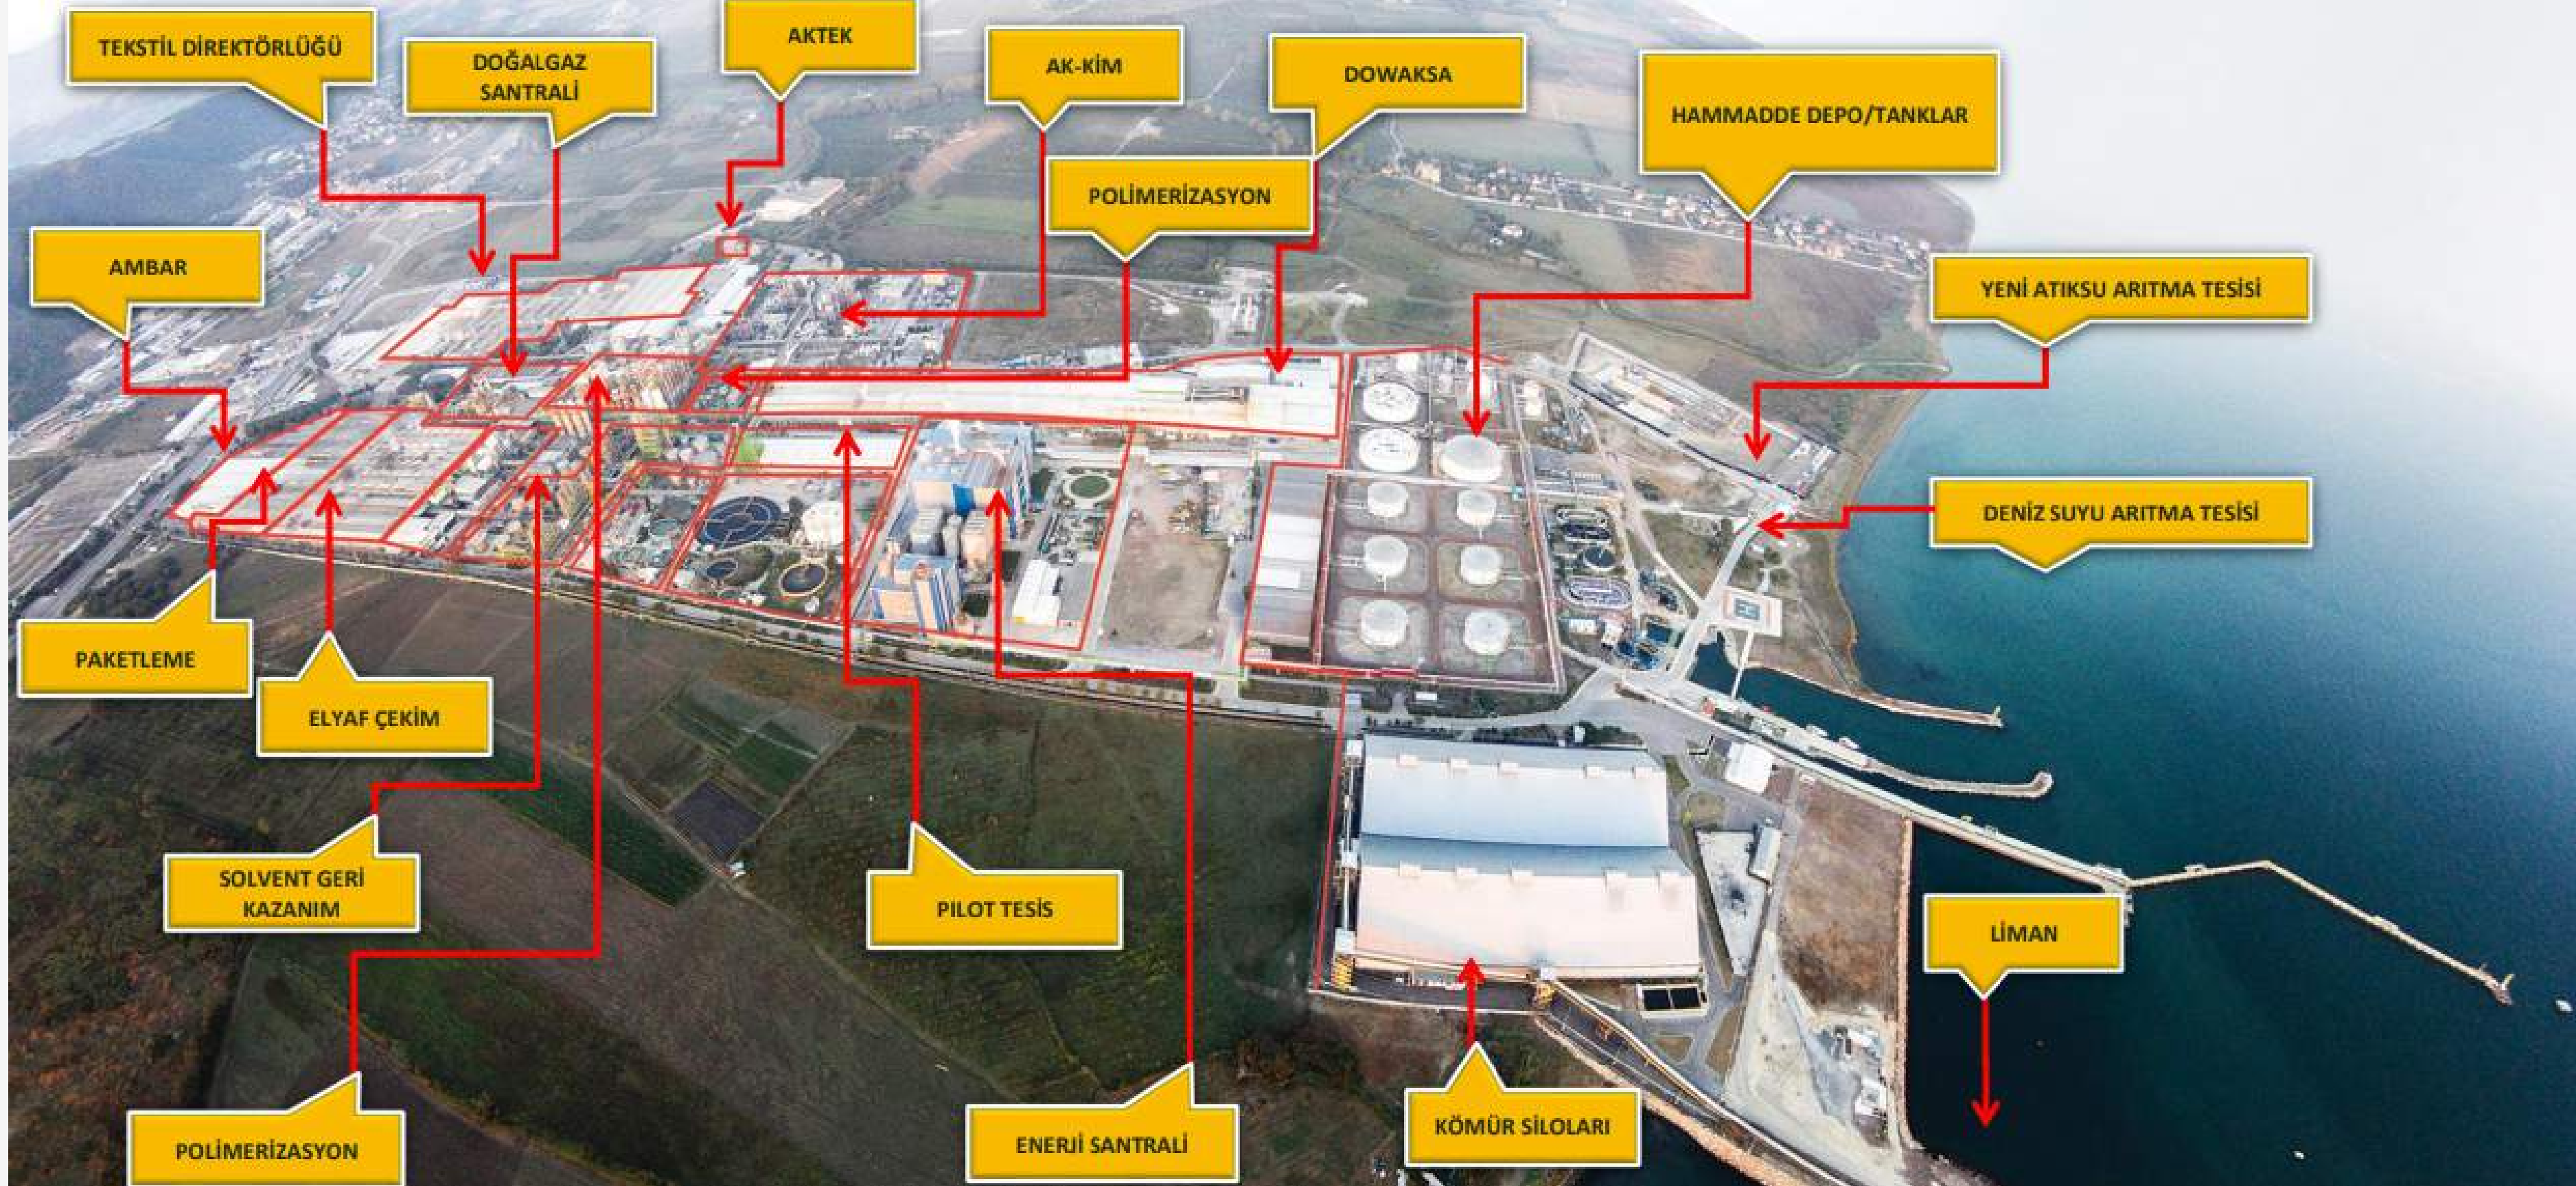 TEKSTİL DİREKTÖRLÜĞÜ
DOĞALGAZ
SANTRALİ
AKTEK
AK-KİM
DOWAKSA
HAMMADDE DEPO/TANKLAR
POLİMERİZASYON
AMBAR
YENİ ATIKSU ARITMA TESİSİ
DENİZ SUYU ARITMA TESİSİ
PAKETLEME
ELYAF ÇEKİM
SOLVENT GERİ
KAZANIM
PILOT TESİS
LİMAN
POLİMERİZASYON
ENERJİ SANTRALİ
KÖMÜR SİLOLARI
H